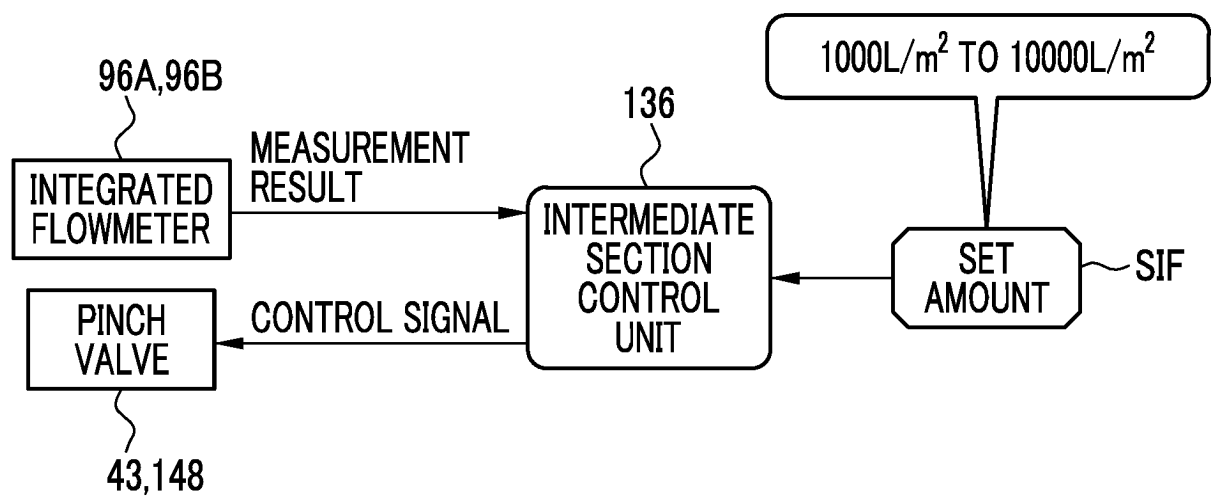 1000L/m² TO 10000L/m²
96A,96B
136
MEASUREMENT
RESULT
INTEGRATED
FLOWMETER
INTERMEDIATE
SECTION
CONTROL
UNIT
SET
AMOUNT
SIF
CONTROL SIGNAL
PINCH
VALVE
43,148